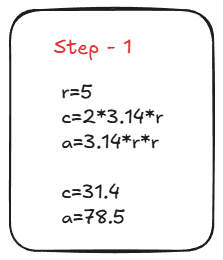 Step - 1
r=5
c=2*3.14*r
a=3.14*r*r
c=31.4
a=78.5